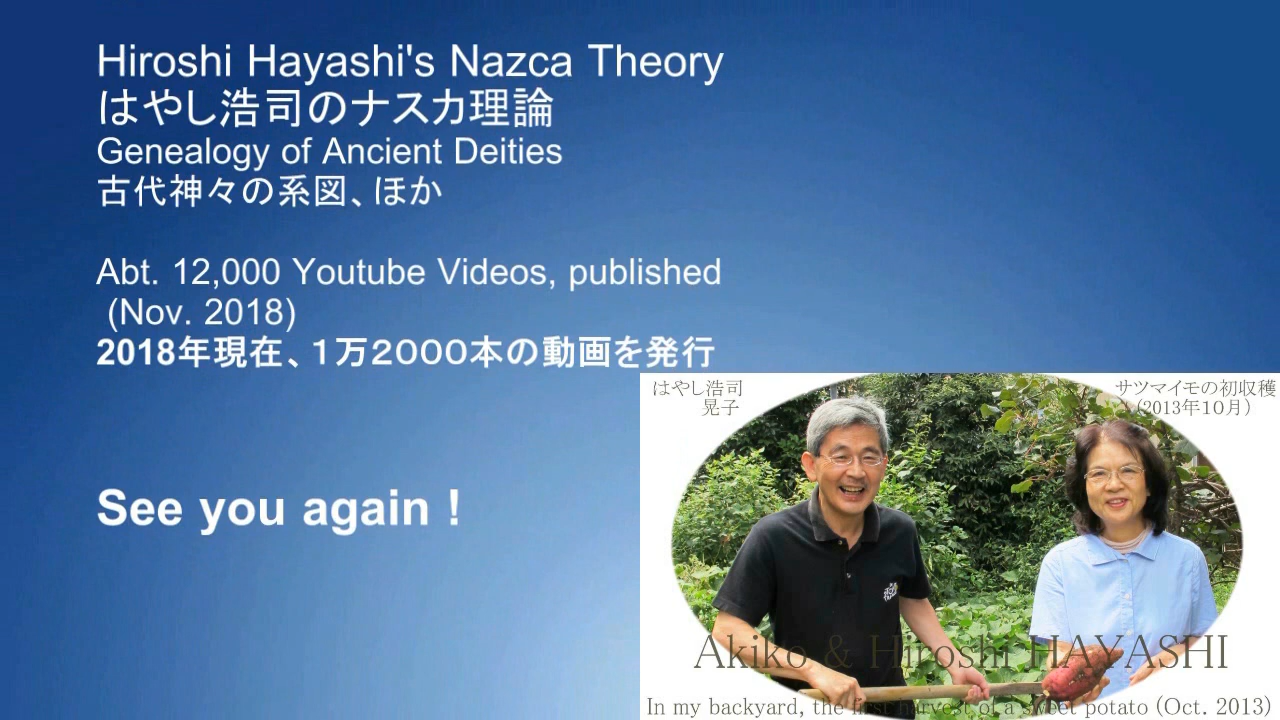 Hiroshi Hayashi's Nazca Theory
はやし浩司のナスカ理論
Genealogy of Ancient Deities
古代神々の系図、ほか
Abt. 12,000 Youtube Videos, published
(Nov. 2018)
2018年現在、１万２０００本の動画を発行
See you again !
はやし浩司
晃子
サツマイモの初収穫
(2013年１０月)
Akiko & Hiroshi HAYASHI
In my backyard, the first harvest of a sweet potato (Oct. 2013)